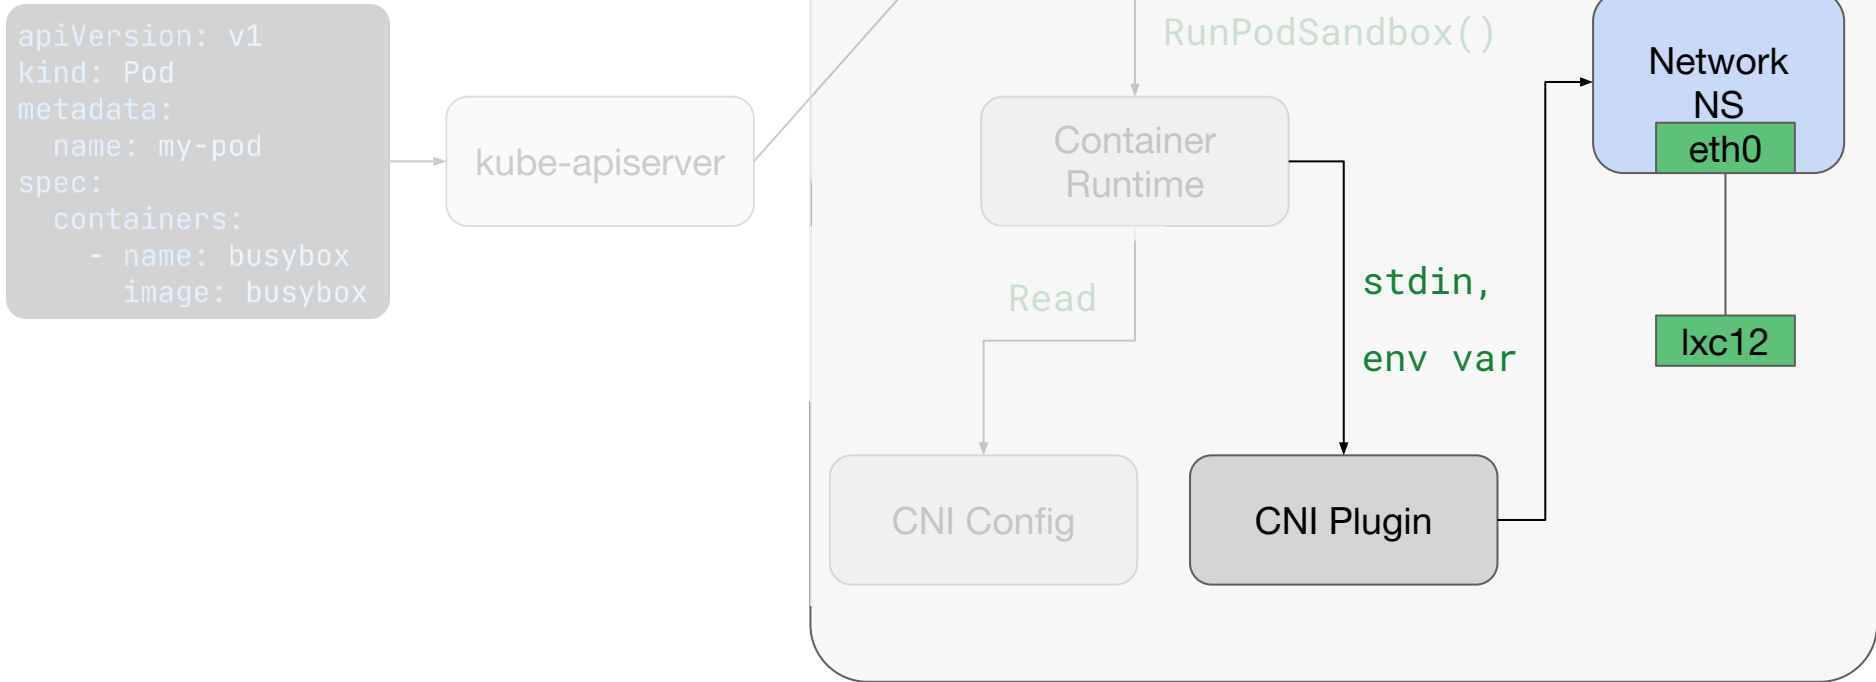 apiVersion: v1
kind: Pod
metadata:
  name: my-pod
spec:
  containers:
    - name: busybox
      image: busybox
kube-apiserver
RunPodSandbox()
Container
Runtime
Read
stdin,
env var
CNI Config
CNI Plugin
Network
NS
eth0
lxc12